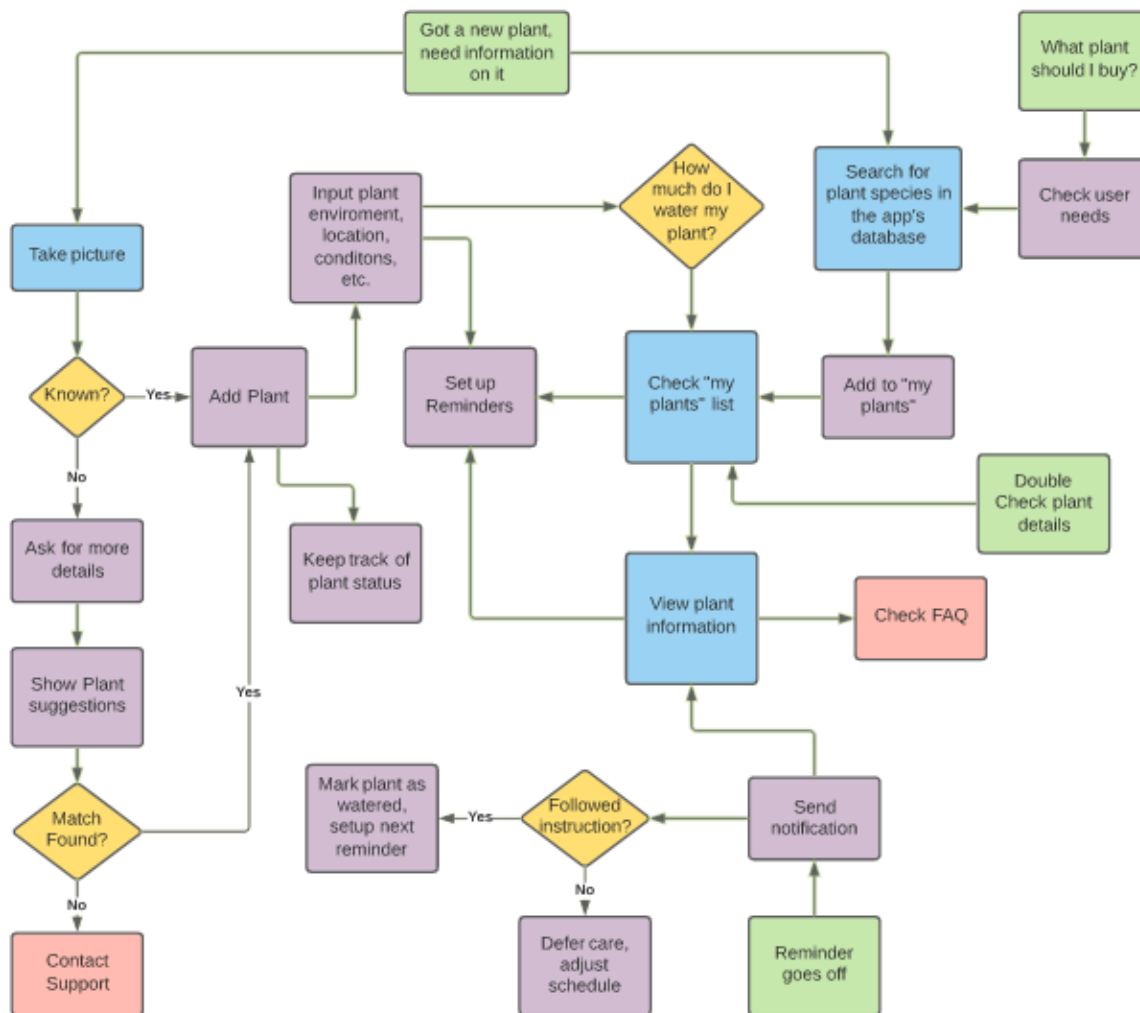 Got a new plant,
need information
on it
What plant
should I buy?
How
much do I
water my
plant?
Search for
plant species in
the app's
database
Check user
needs
Input plant
enviroment,
location,
conditons,
etc.
Take picture
Known?
Yes
Add Plant
Set up
Reminders
Check "my
plants" list
Add to "my
plants"
No
Double
Check plant
details
Ask for more
details
Keep track of
plant status
View plant
information
Check FAQ
Show Plant
suggestions
Yes
Mark plant as
watered,
setup next
reminder
Yes
Followed
instruction?
Send
notification
Match
Found?
No
No
Contact
Support
Defer care,
adjust
schedule
Reminder
goes off